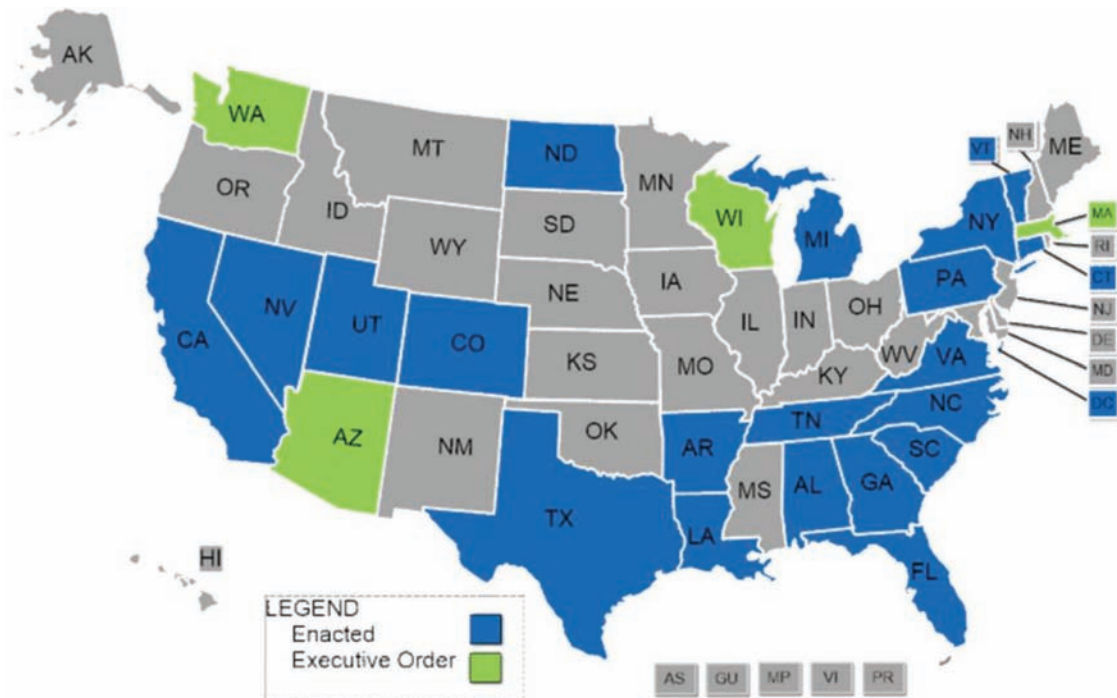 AK
WA
MT
ND
MN
VT
NH
ME
OR
ID
WY
SD
WI
MI
NY
MA
RI
CT
NJ
DE
MD
DC
NV
CA
UT
CO
NE
IA
IL
IN
OH
PA
WV
VA
KS
MO
KY
NC
TN
AZ
NM
OK
AR
SC
MS
AL
GA
TX
LA
FL
HI
LEGEND
Enacted
Executive Order
AS GU MP VI PR